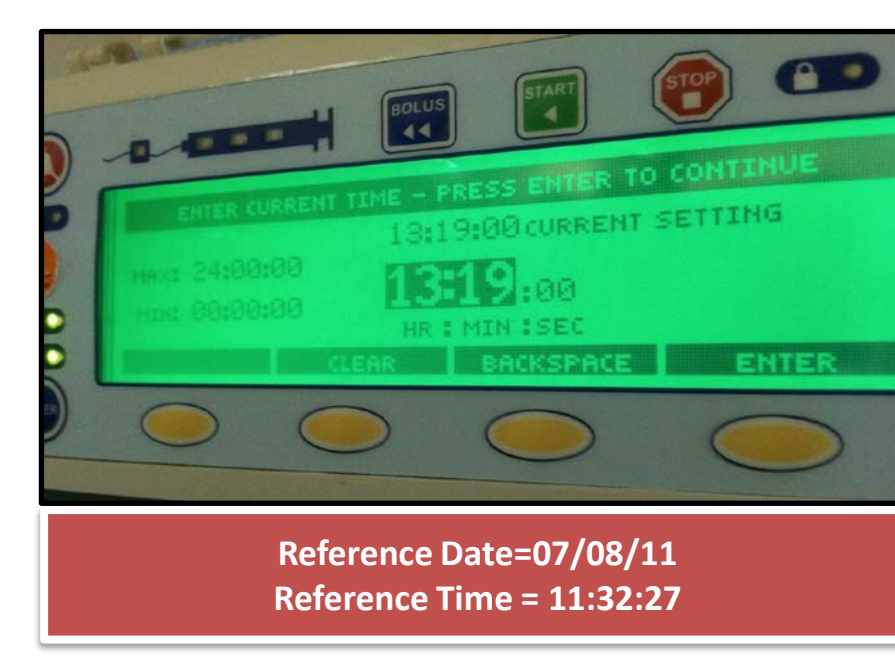 BOLUS
START
STOP
ENTER CURRENT TIME – PRESS ENTER TO CONTINUE
13:19:00 CURRENT SETTING
MAX: 24:00:00
13:19:00
MIN: 00:00:00
HR : MIN : SEC
CLEAR BACKSPACE ENTER
Reference Date=07/08/11
Reference Time = 11:32:27